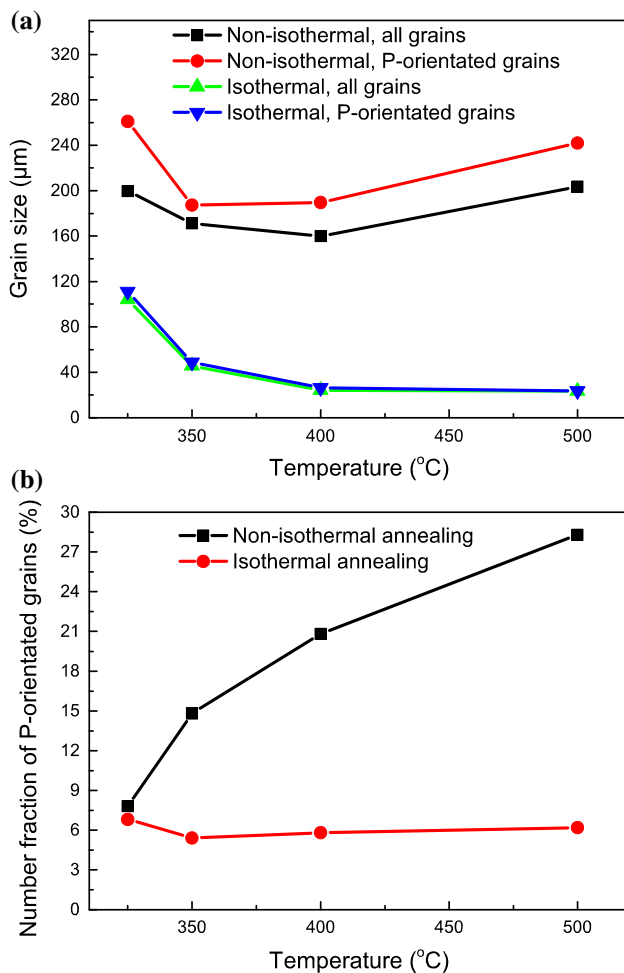 (a)
Non-isothermal, all grains
Non-isothermal, P-orientated grains
Isothermal, all grains
Isothermal, P-orientated grains
Grain size (μm)
320
280
240
200
160
120
80
40
0
350
400
450
500
Temperature (°C)
(b)
Non-isothermal annealing
Isothermal annealing
Number fraction of P-orientated grains (%)
30
27
24
21
18
15
12
9
6
3
0
350
400
450
500
Temperature (°C)